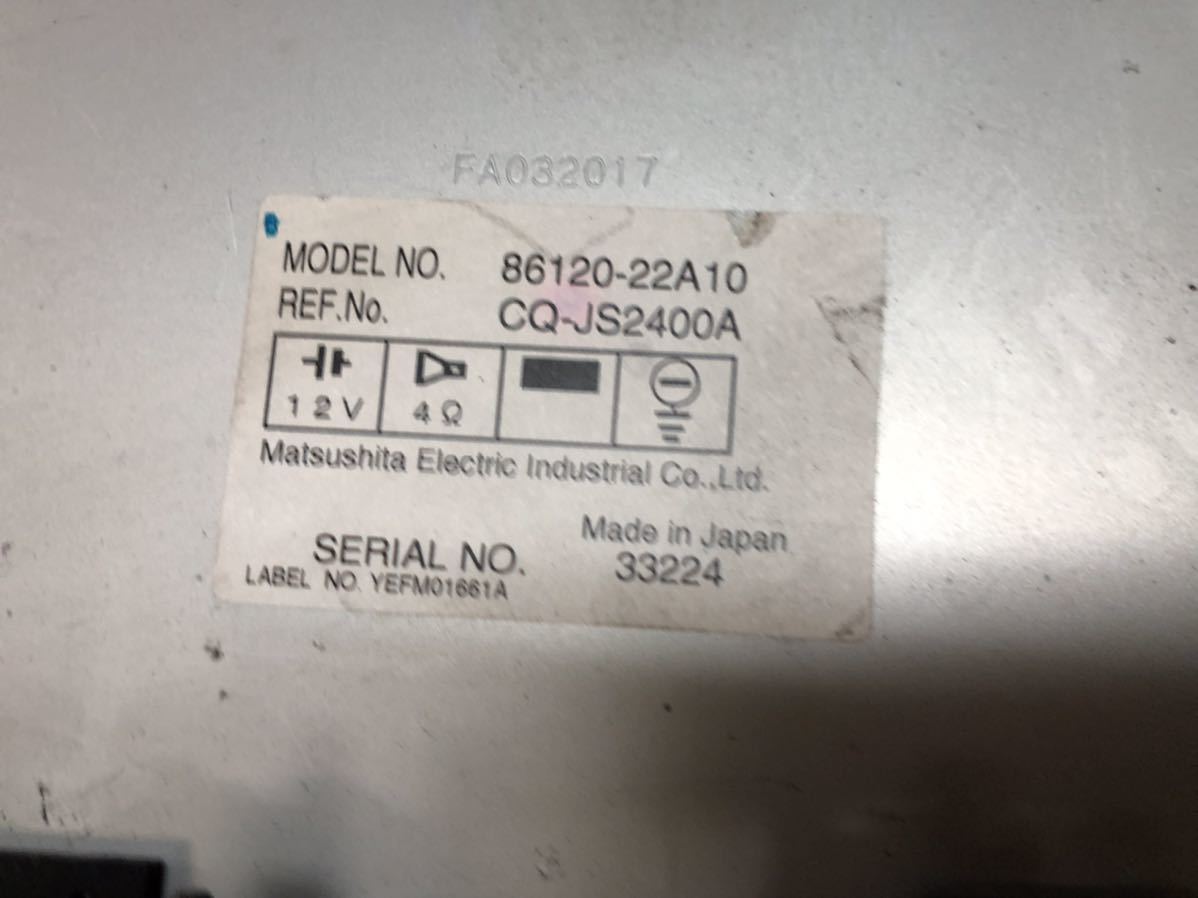 FA032017
MODEL NO. 86120-22A10
REF.No. CQ-JS2400A
12V 4Ω
Matsushita Electric Industrial Co.,Ltd.
Made in Japan
SERIAL NO. 33224
LABEL NO. YEFM01661A